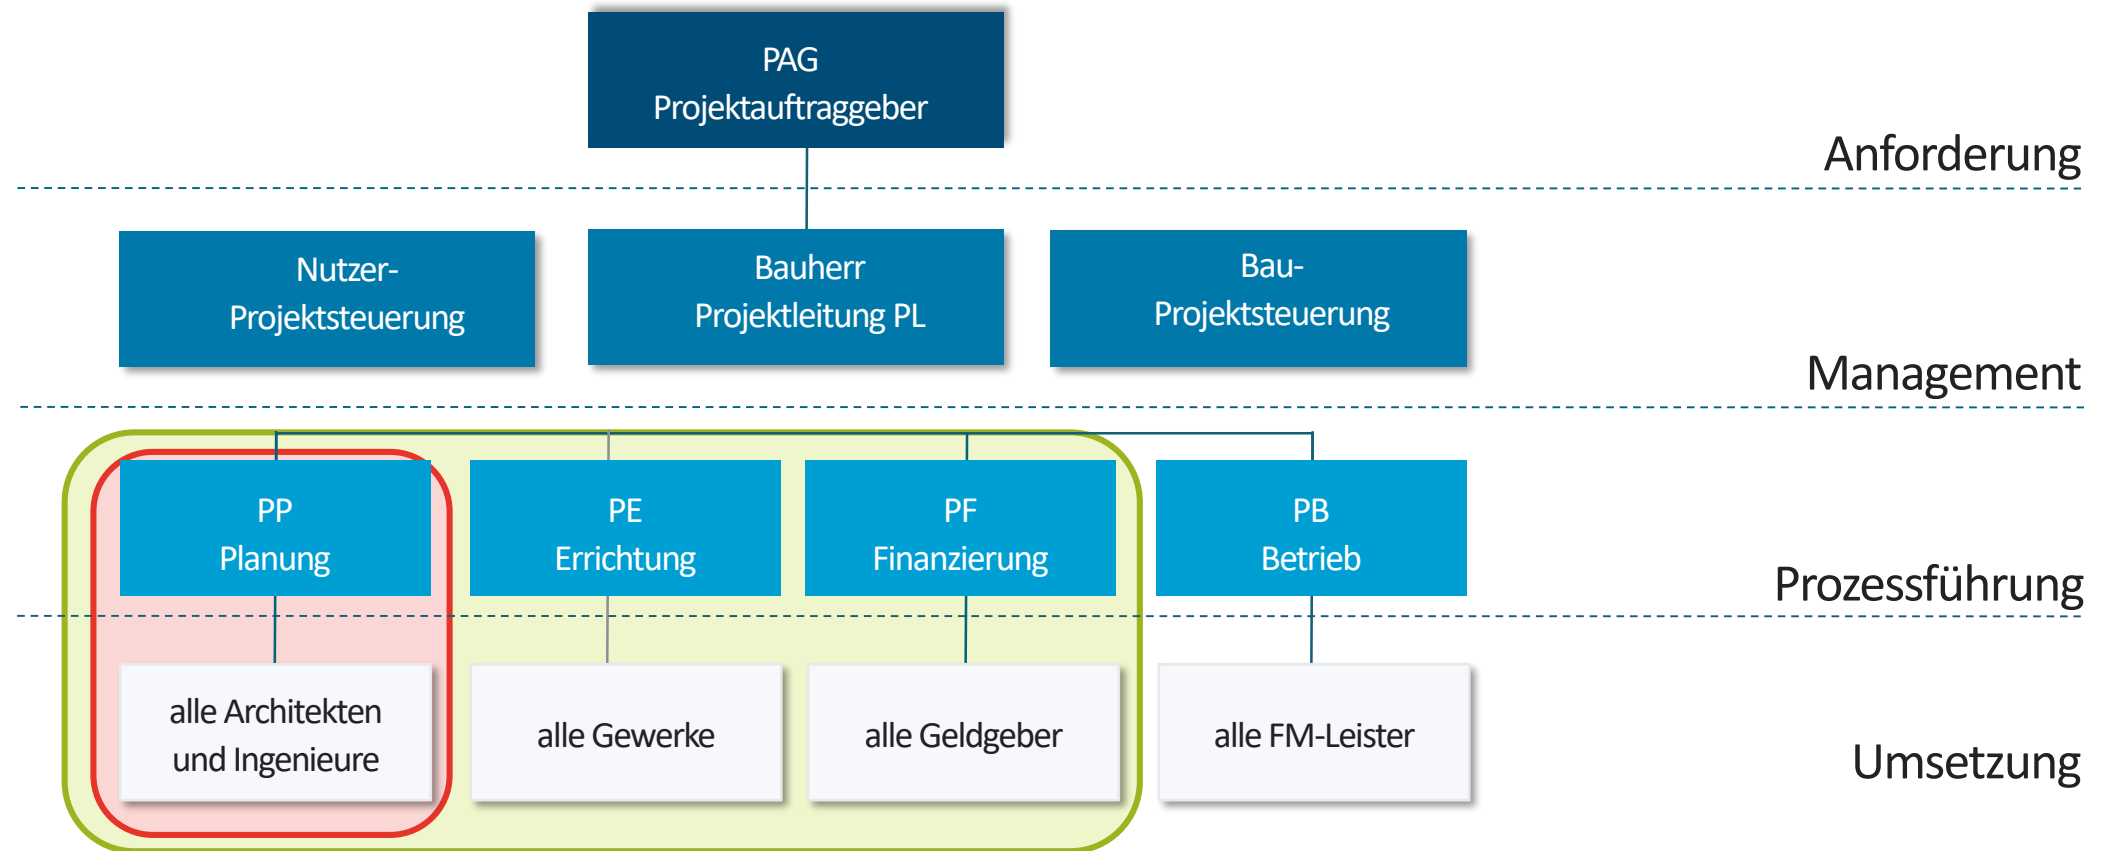 PAG
Projektauftraggeber
Anforderung
Nutzer-
Projektsteuerung
Bauherr
Projektleitung PL
Bau-
Projektsteuerung
Management
PP
Planung
PE
Errichtung
PF
Finanzierung
PB
Betrieb
Prozessführung
alle Architekten
und Ingenieure
alle Gewerke
alle Geldgeber
alle FM-Leister
Umsetzung